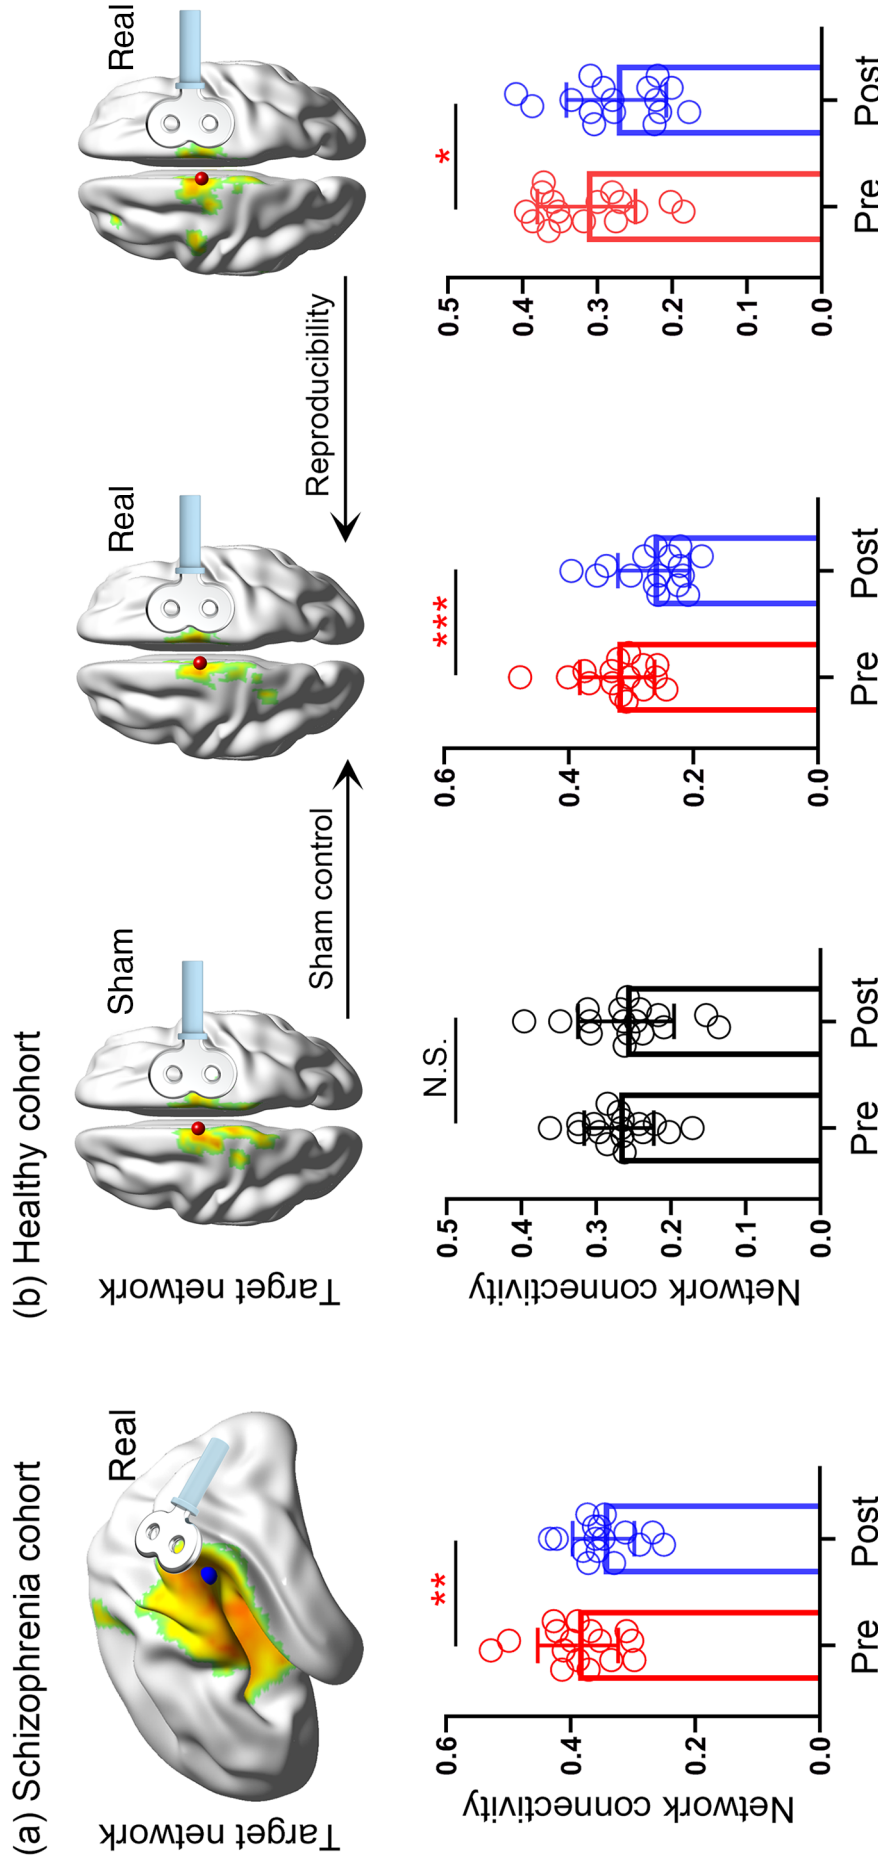 (a) Schizophrenia cohort
Target network
Real
Network connectivity
0.6
0.4
0.2
0.0
**
Pre
Post
(b) Healthy cohort
Target network
Sham
Real
Real
Sham control
Reproducibility
Network connectivity
0.5
0.4
0.3
0.2
0.1
0.0
N.S.
Pre
Post
0.6
0.4
0.2
0.0
***
Pre
Post
0.5
0.4
0.3
0.2
0.1
0.0
*
Pre
Post